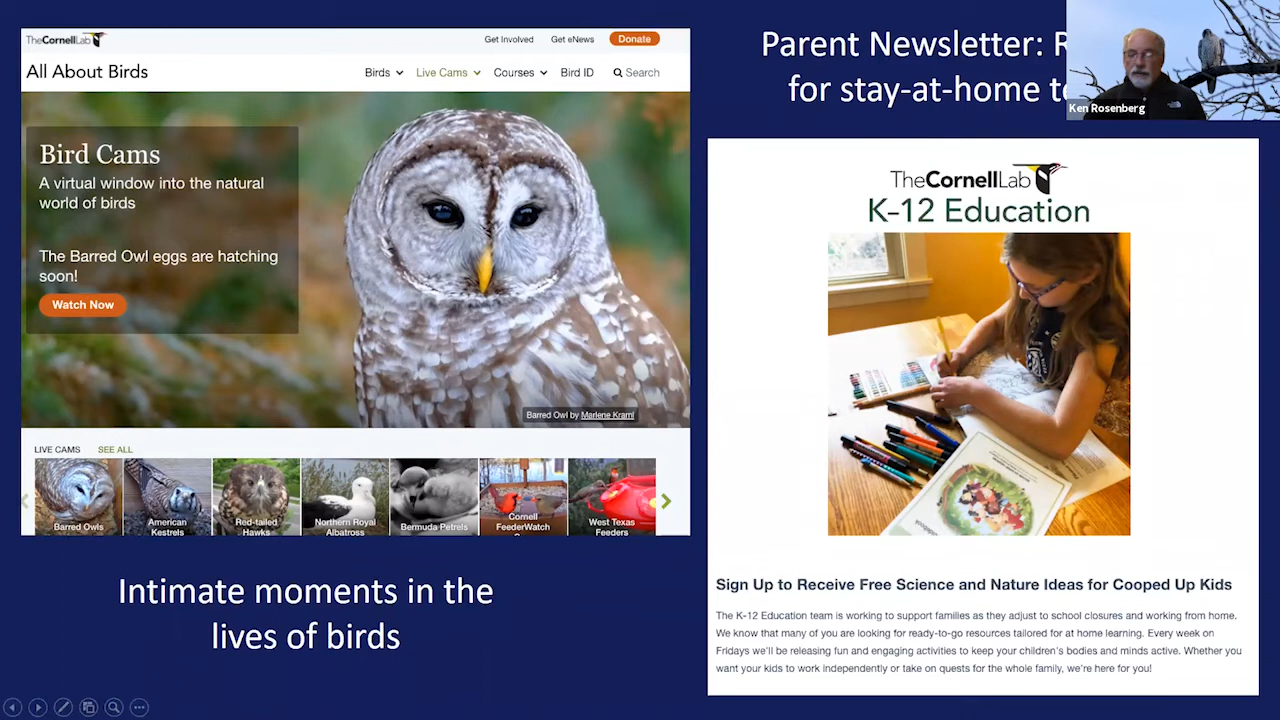 TheCornellLab
Get Involved
Get eNews
Donate
All About Birds
Birds
Live Cams
Courses
Bird ID
Search
Bird Cams
A virtual window into the natural
world of birds
The Barred Owl eggs are hatching
soon!
Watch Now
Barred Owl by Marlene Kraml
LIVE CAMS
SEE ALL
Barred Owls
American
Kestrels
Red-tailed
Hawks
Northern Royal
Albatross
Bermuda Petrels
Cornell
FeederWatch
West Texas
Feeders
Intimate moments in the
lives of birds
Parent Newsletter:
for stay-at-home
Ken Rosenberg
TheCornellLab
K-12 Education
Sign Up to Receive Free Science and Nature Ideas for Cooped Up Kids
The K-12 Education team is working to support families as they adjust to school closures and working from home.
We know that many of you are looking for ready-to-go resources tailored for at home learning. Every week on
Fridays we'll be releasing fun and engaging activities to keep your children's bodies and minds active. Whether you
want your kids to work independently or take on quests for the whole family, we're here for you!